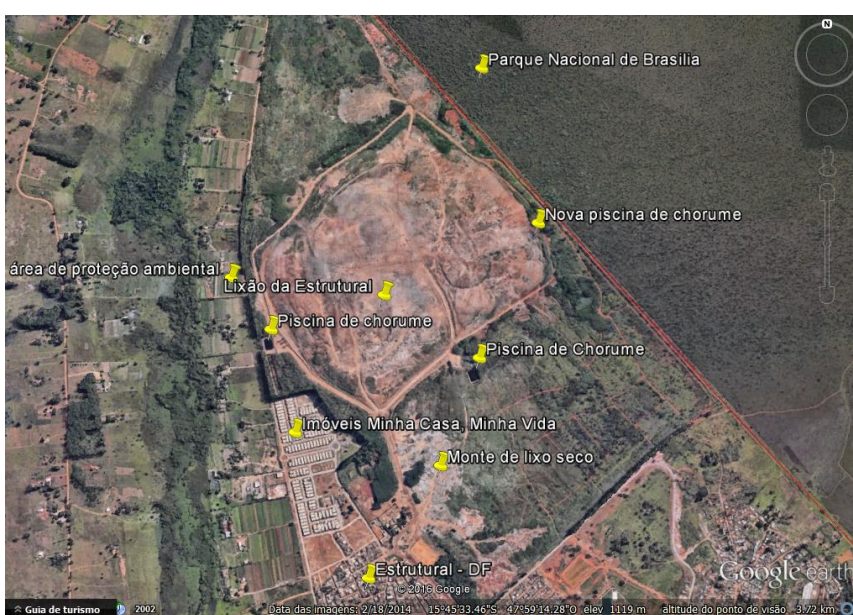 N
Parque Nacional de Brasilia
Nova piscina de chorume
área de proteção ambiental
Lixão da Estrutural
Piscina de chorume
Piscina de Chorume
Imóveis Minha Casa, Minha Vida
Monte de lixo seco
Estrutural - DF
© 2016 Google
Google earth
Guia de turismo
2002
Data das imagens: 2/18/2014 15°45'33.46"S 47°59'14.28"O elev 1119 m altitude do ponto de visão 3.72 km